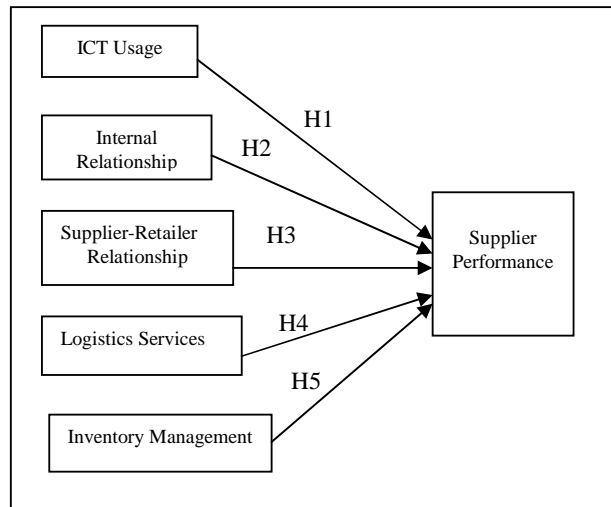 ICT Usage
H1
Internal
Relationship
H2
Supplier-Retailer
Relationship
H3
Supplier
Performance
Logistics Services
H4
Inventory Management
H5